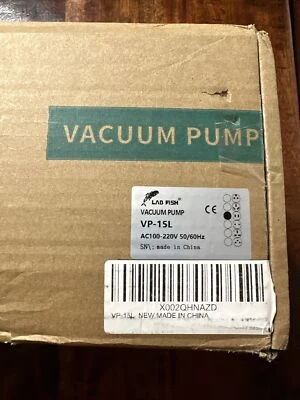 VACUUM PUMP
LAB FISH
VACUUM PUMP
VP-15L
AC100-220V 50/60Hz
SN\: made in China
CE
X002QHNAZD
VP-15L NEW MADE IN CHINA